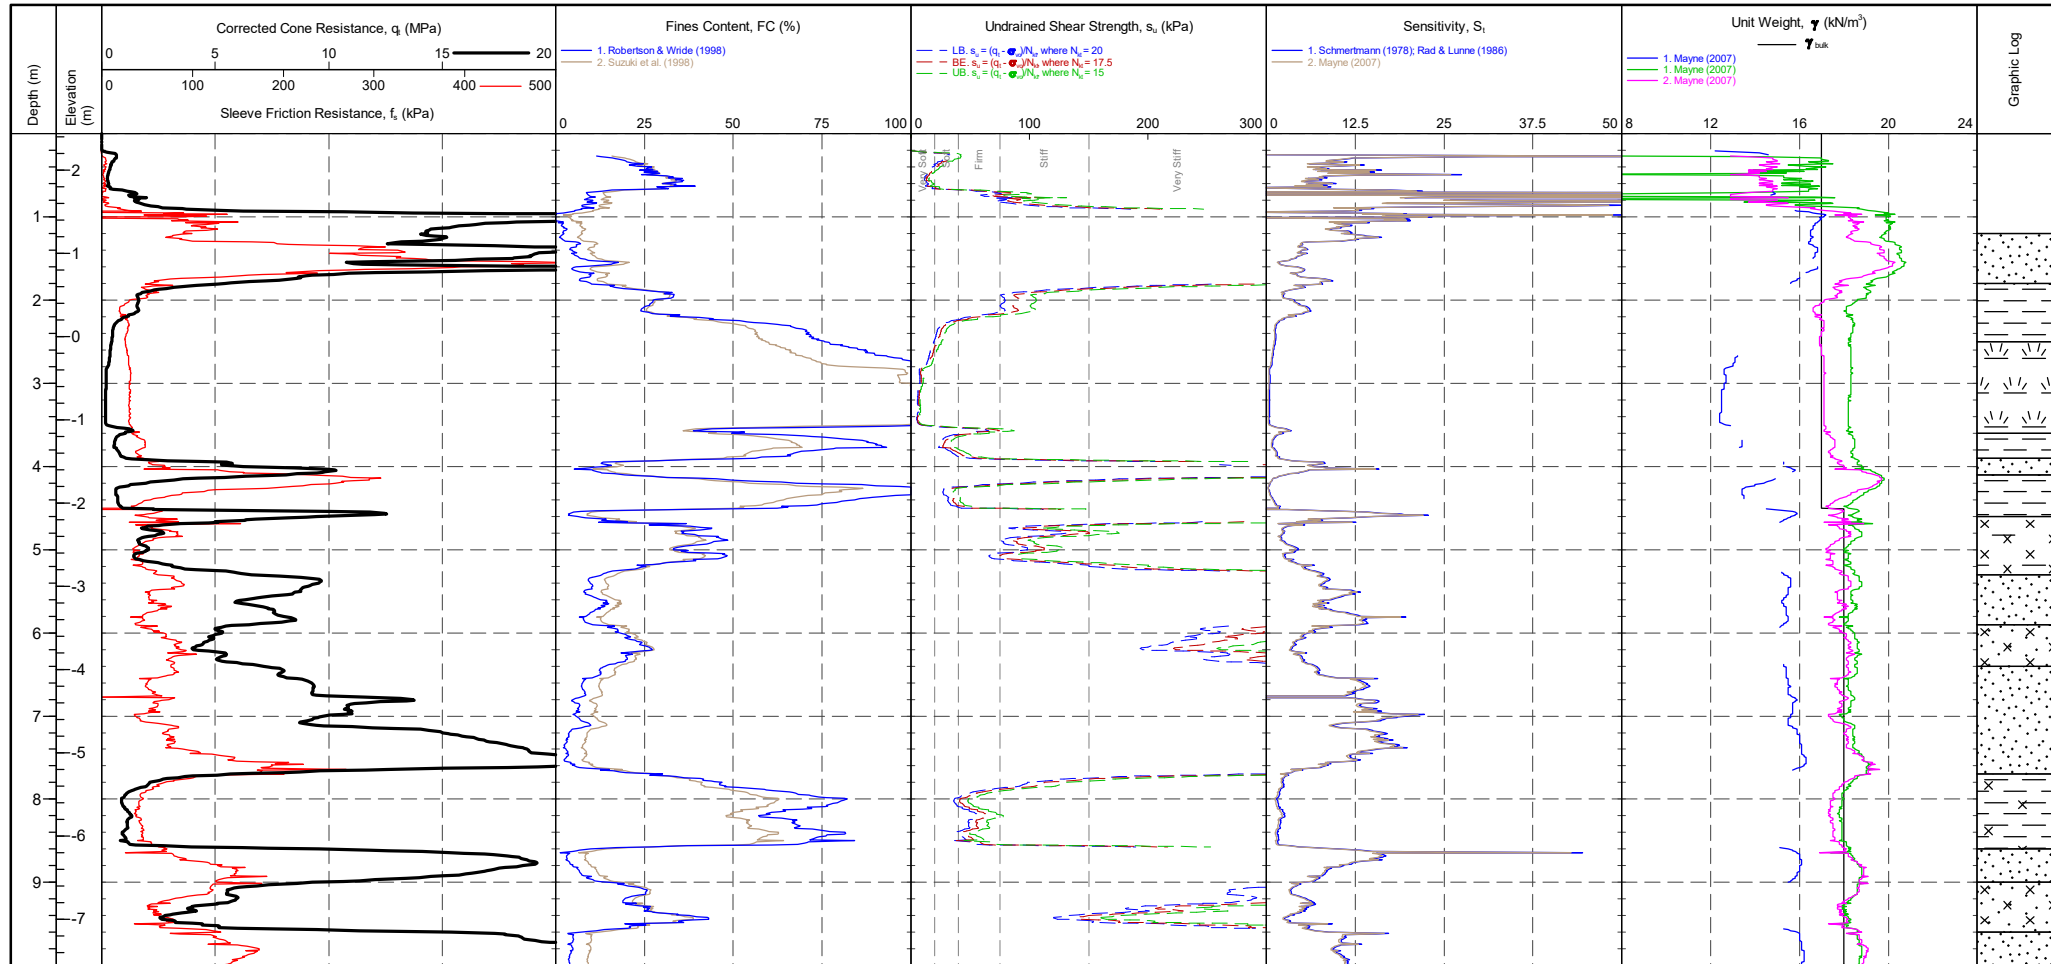 Depth (m)
Elevation (m)
Corrected Cone Resistance, qt (MPa)
0 5 10 15 20
0 100 200 300 400 500
Sleeve Friction Resistance, fs (kPa)
Fines Content, FC (%)
1. Robertson & Wride (1998)
2. Suzuki et al. (1998)
0 25 50 75 100
Undrained Shear Strength, su (kPa)
LB. su = (qt - σvo)/Nkt where Nkt = 20
BE. su = (qt - σvo)/Nkt where Nkt = 17.5
UB. su = (qt - σvo)/Nkt where Nkt = 15
0 100 200 300
Very Soft
Soft
Firm
Stiff
Very Stiff
Sensitivity, St
1. Schmertmann (1978); Rad & Lunne (1986)
2. Mayne (2007)
0 12.5 25 37.5 50
Unit Weight, γ (kN/m³)
γ bulk
1. Mayne (2007)
1. Mayne (2007)
2. Mayne (2007)
8 12 16 20 24
Graphic Log
2
1
1
2
0
3
-1
4
-2
5
-3
6
-4
7
-5
8
-6
9
-7